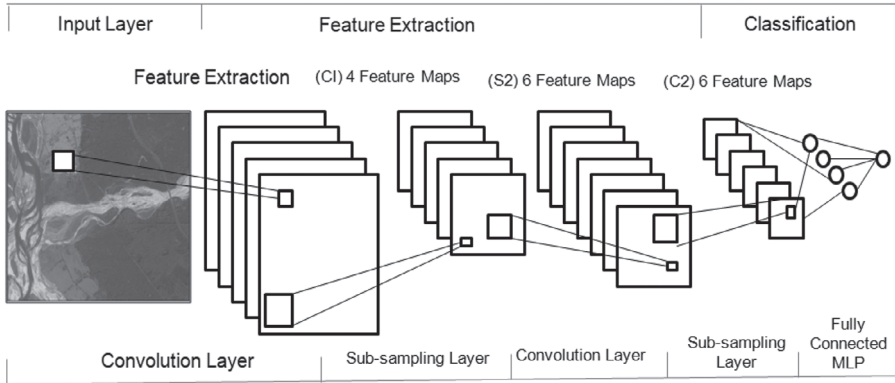 Input Layer
Feature Extraction
Classification
Feature Extraction
(CI) 4 Feature Maps
(S2) 6 Feature Maps
(C2) 6 Feature Maps
Convolution Layer
Sub-sampling Layer
Convolution Layer
Sub-sampling
Layer
Fully
Connected
MLP